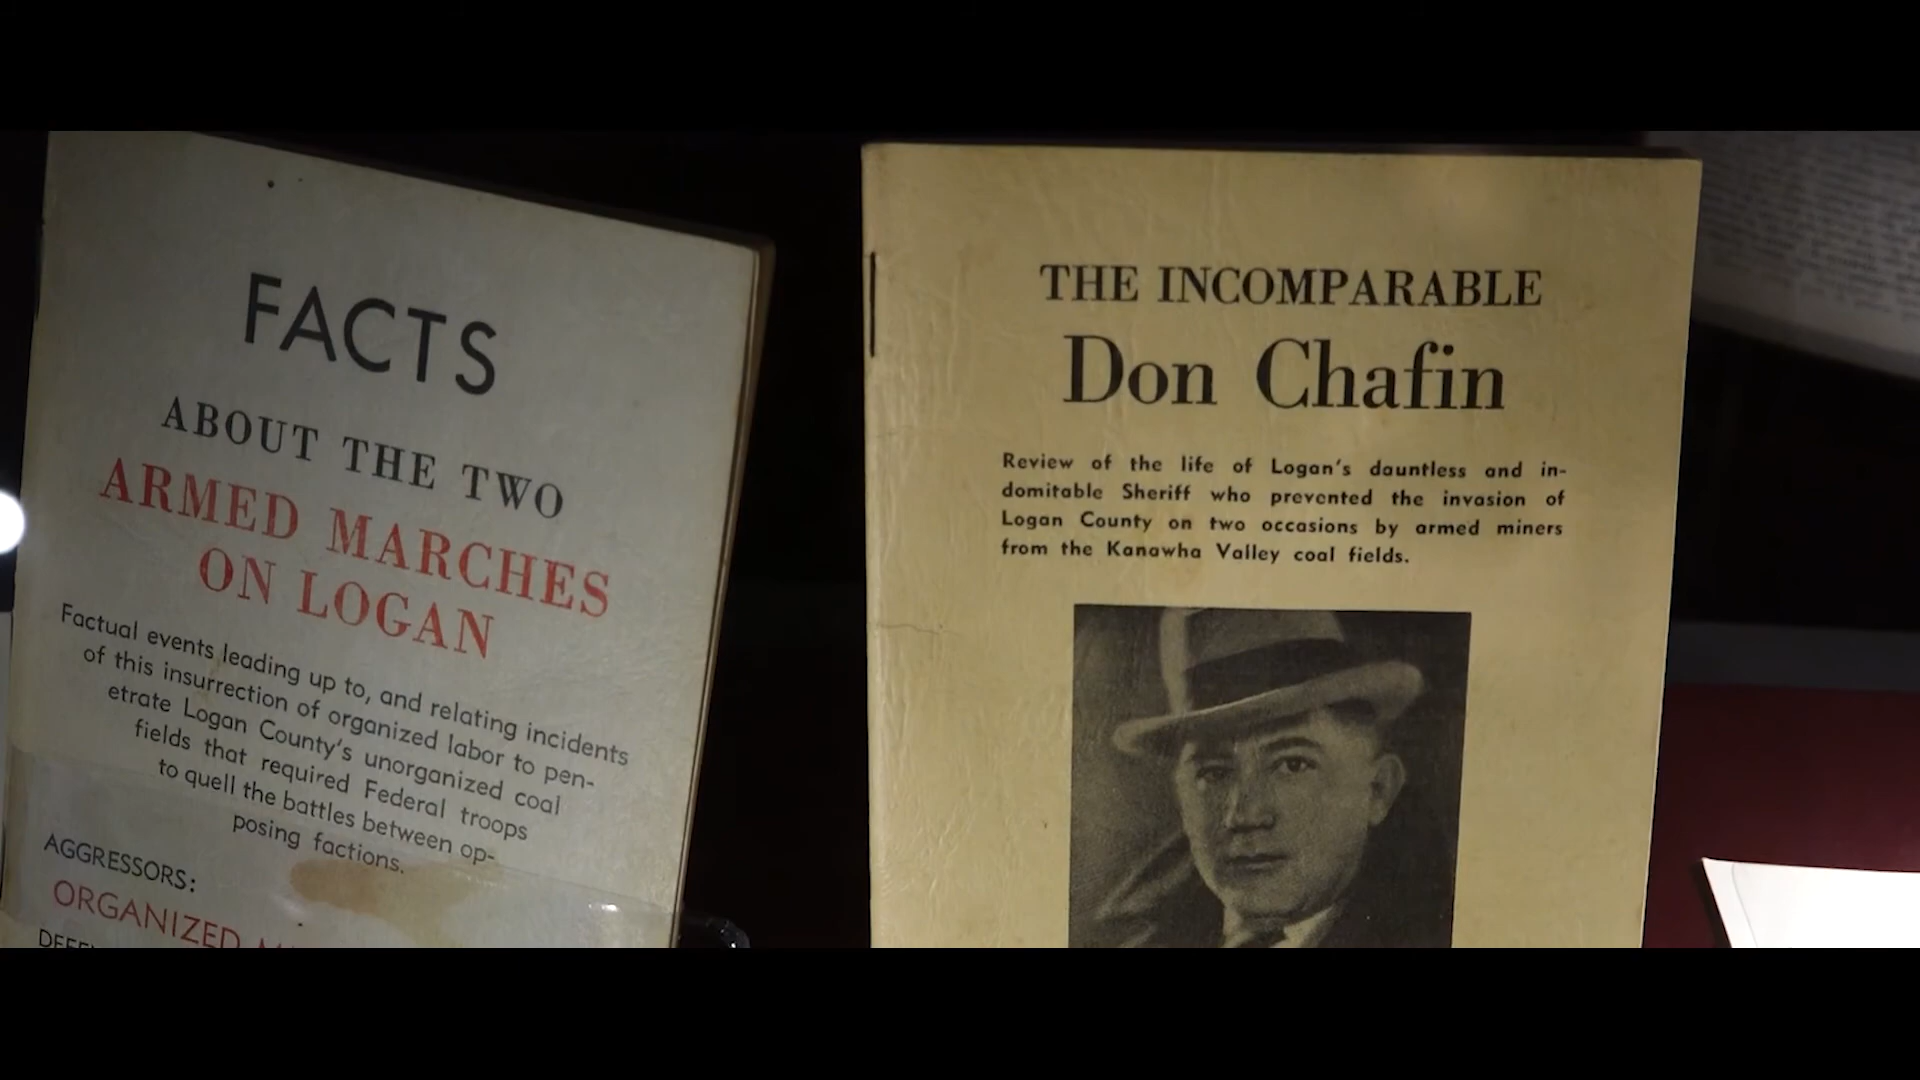 FACTS
ABOUT THE TWO
ARMED MARCHES
ON LOGAN
Factual events leading up to, and relating incidents
of this insurrection of organized labor to pen-
etrate Logan County's unorganized coal
fields that required Federal troops
to quell the battles between op-
posing factions.
AGGRESSORS:
ORGANIZED
THE INCOMPARABLE
Don Chafin
Review of the life of Logan's dauntless and in-
domitable Sheriff who prevented the invasion of
Logan County on two occasions by armed miners
from the Kanawha Valley coal fields.